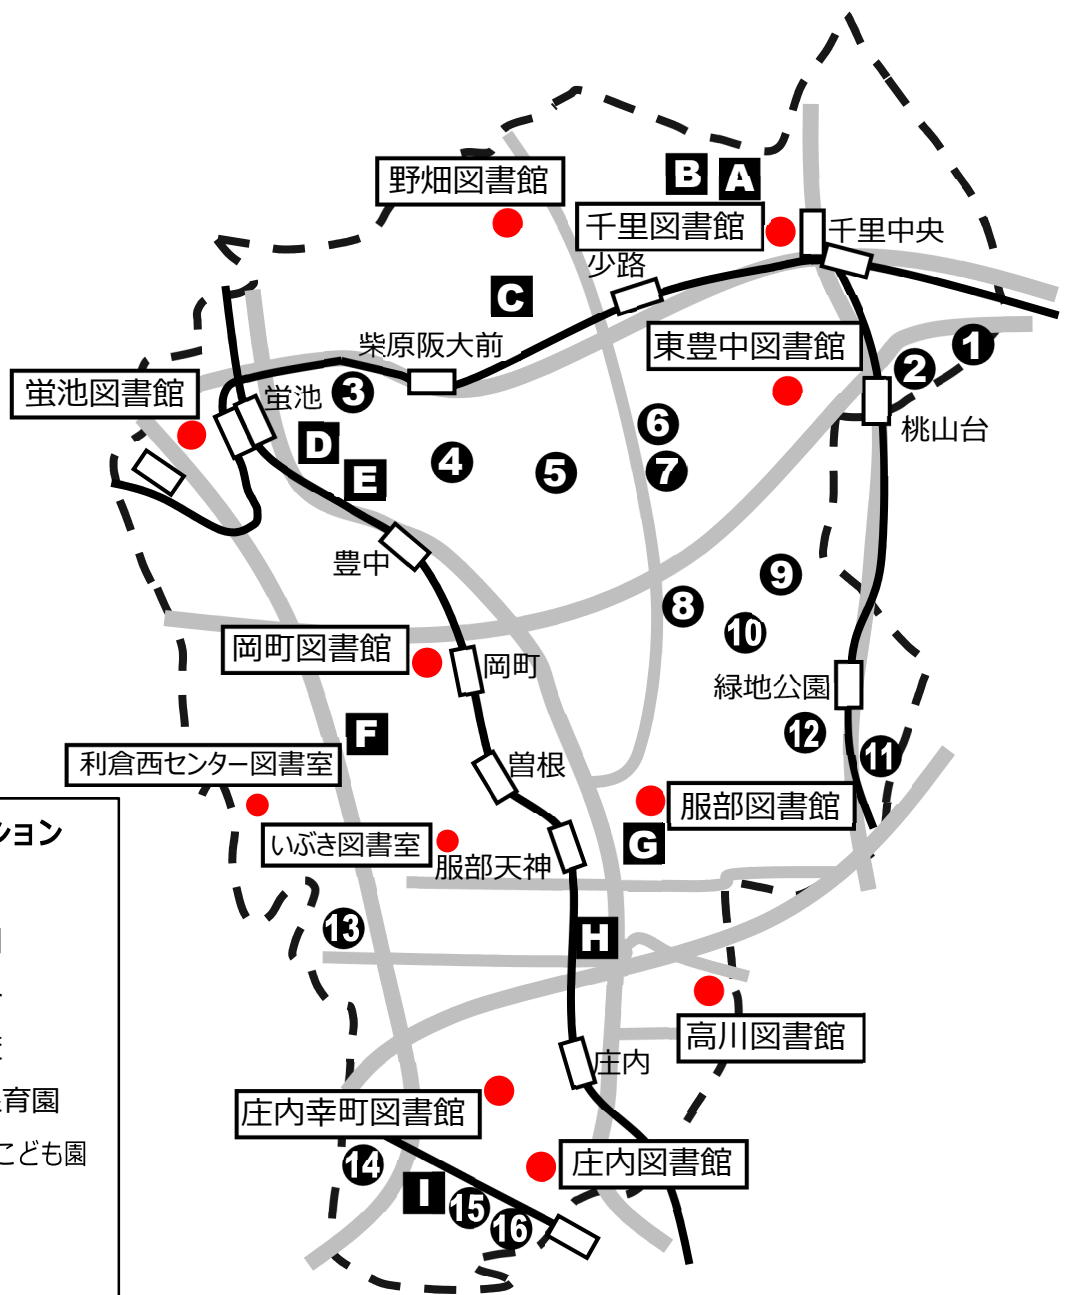 野畑図書館
B
A
千里図書館
千里中央
少路
C
柴原阪大前
東豊中図書館
1
2
蛍池図書館
蛍池
3
桃山台
6
D
4
5
7
E
豊中
9
8
10
岡町図書館
岡町
緑地公園
F
12
11
利倉西センター図書室
曽根
服部図書館
ション
いぶき図書室
服部天神
G
13
H
高川図書館
庄内
育園
こども園
庄内幸町図書館
14
庄内図書館
I
15
16